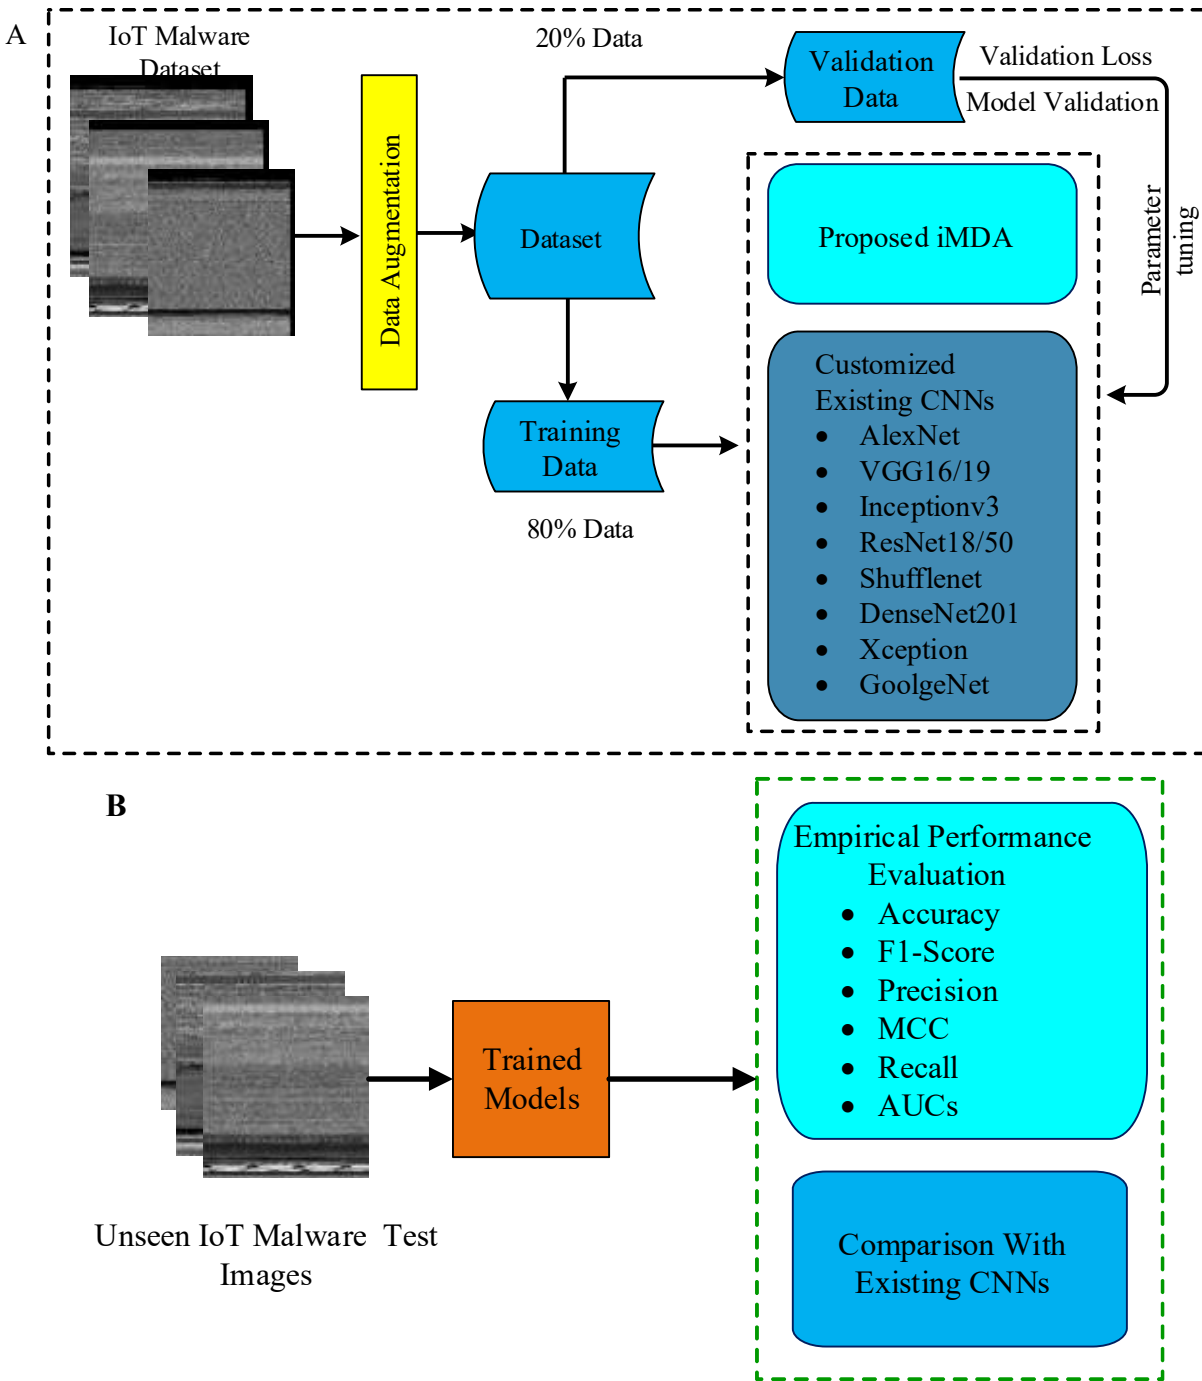 A
IoT Malware
Dataset
Data Augmentation
20% Data
Dataset
Training
Data
80% Data
Validation
Data
Validation Loss
Model Validation
Parameter
tuning
Proposed iMDA
Customized
Existing CNNs
• AlexNet
• VGG16/19
• Inceptionv3
• ResNet18/50
• Shufflenet
• DenseNet201
• Xception
• GoolgeNet
B
Unseen IoT Malware Test
Images
Trained
Models
Empirical Performance
Evaluation
• Accuracy
• F1-Score
• Precision
• MCC
• Recall
• AUCs
Comparison With
Existing CNNs